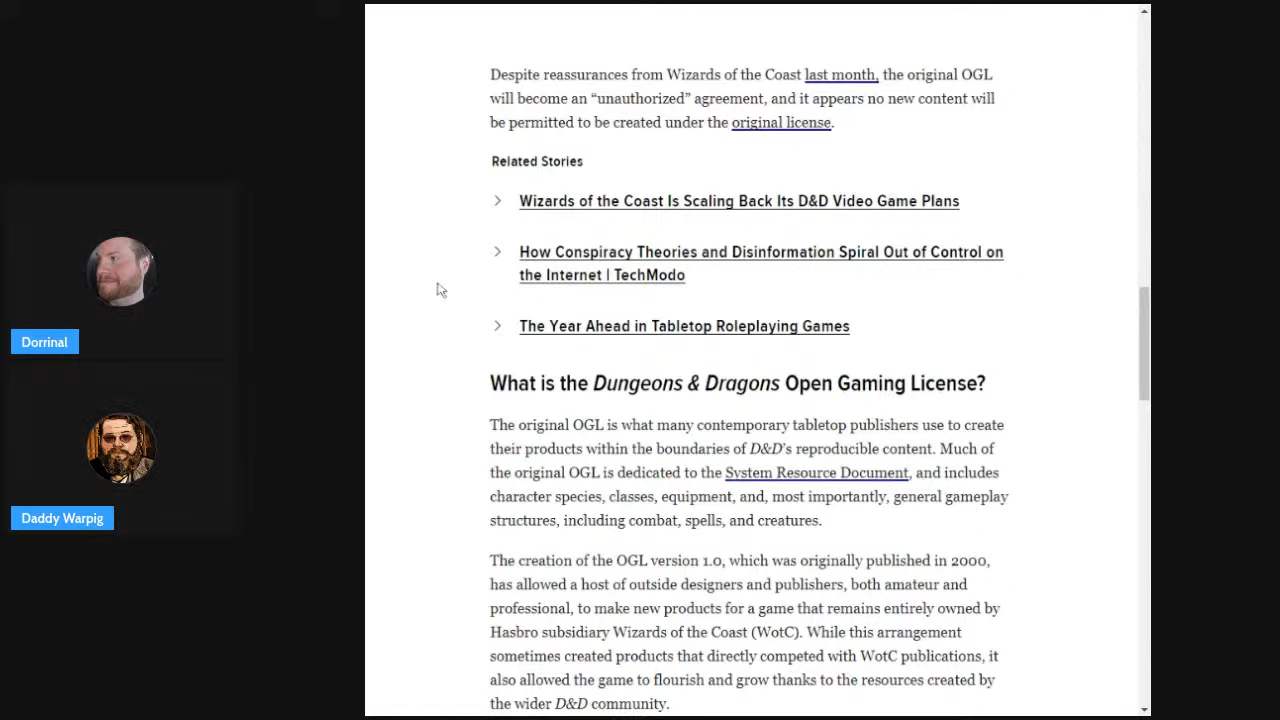 Despite reassurances from Wizards of the Coast last month, the original OGL
will become an “unauthorized” agreement, and it appears no new content will
be permitted to be created under the original license.
Related Stories
Wizards of the Coast Is Scaling Back Its D&D Video Game Plans
How Conspiracy Theories and Disinformation Spiral Out of Control on
the Internet | TechModo
The Year Ahead in Tabletop Roleplaying Games
What is the Dungeons & Dragons Open Gaming License?
The original OGL is what many contemporary tabletop publishers use to create
their products within the boundaries of D&D’s reproducible content. Much of
the original OGL is dedicated to the System Resource Document, and includes
character species, classes, equipment, and, most importantly, general gameplay
structures, including combat, spells, and creatures.
The creation of the OGL version 1.0, which was originally published in 2000,
has allowed a host of outside designers and publishers, both amateur and
professional, to make new products for a game that remains entirely owned by
Hasbro subsidiary Wizards of the Coast (WotC). While this arrangement
sometimes created products that directly competed with WotC publications, it
also allowed the game to flourish and grow thanks to the resources created by
the wider D&D community.
Dorrinal
Daddy Warpig